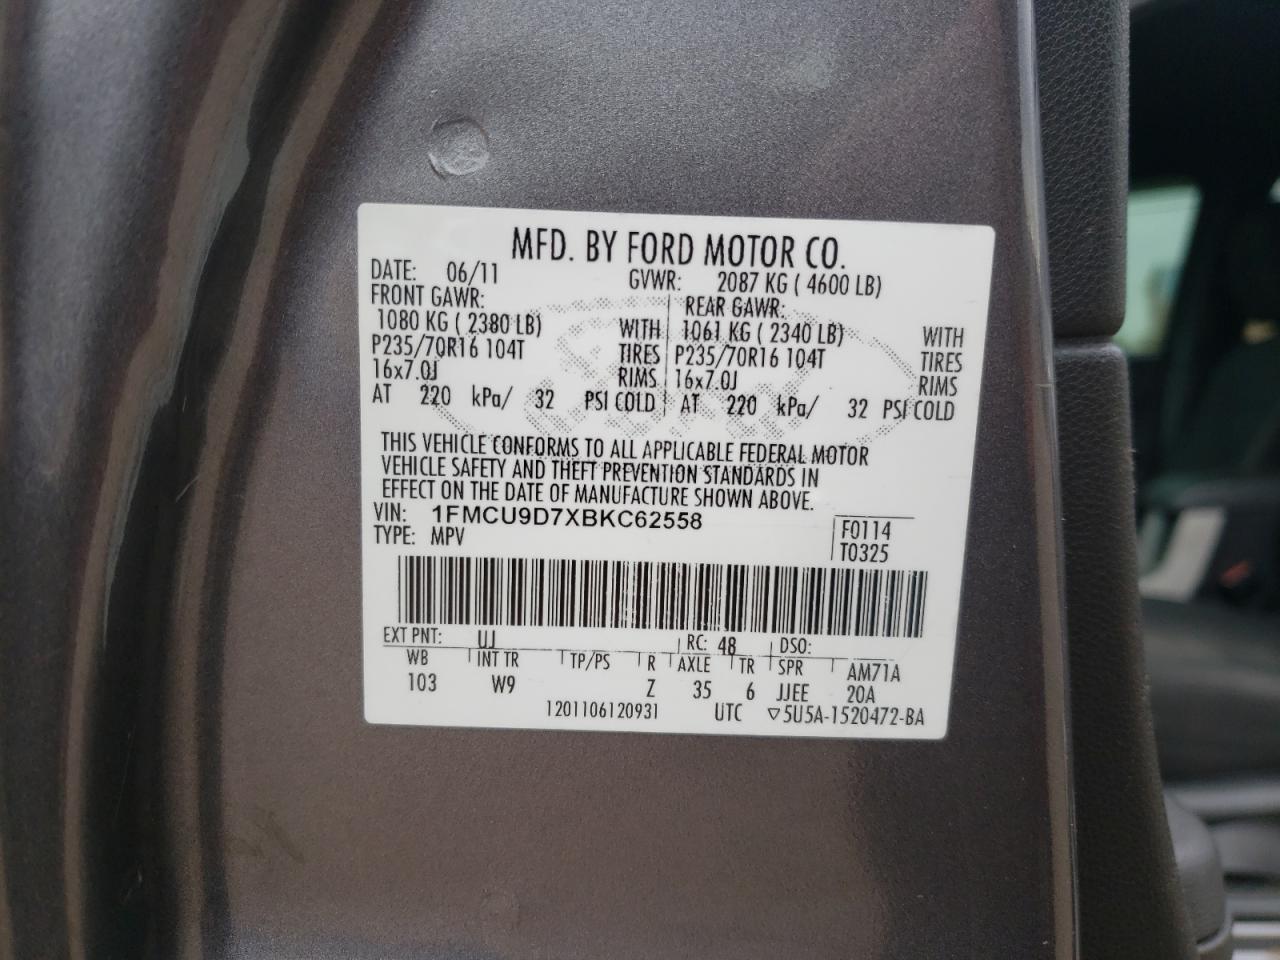 MFD. BY FORD MOTOR CO.
DATE: 06/11 GVWR: 2087 KG ( 4600 LB)
FRONT GAWR: REAR GAWR:
1080 KG ( 2380 LB) WITH 1061 KG ( 2340 LB) WITH
P235/70R16 104T TIRES P235/70R16 104T TIRES
16x7.0J RIMS 16x7.0J RIMS
AT 220 kPa/ 32 PSI COLD AT 220 kPa/ 32 PSI COLD
THIS VEHICLE CONFORMS TO ALL APPLICABLE FEDERAL MOTOR
VEHICLE SAFETY AND THEFT PREVENTION STANDARDS IN
EFFECT ON THE DATE OF MANUFACTURE SHOWN ABOVE.
VIN: 1FMCU9D7XBKC62558 F0114
TYPE: MPV T0325
EXT PNT: UJ RC: 48 DSO:
WB INT TR TP/PS R AXLE TR SPR AM71A
103 W9 Z 35 6 JJEE 20A
1201106120931 UTC ▽5U5A-1520472-BA